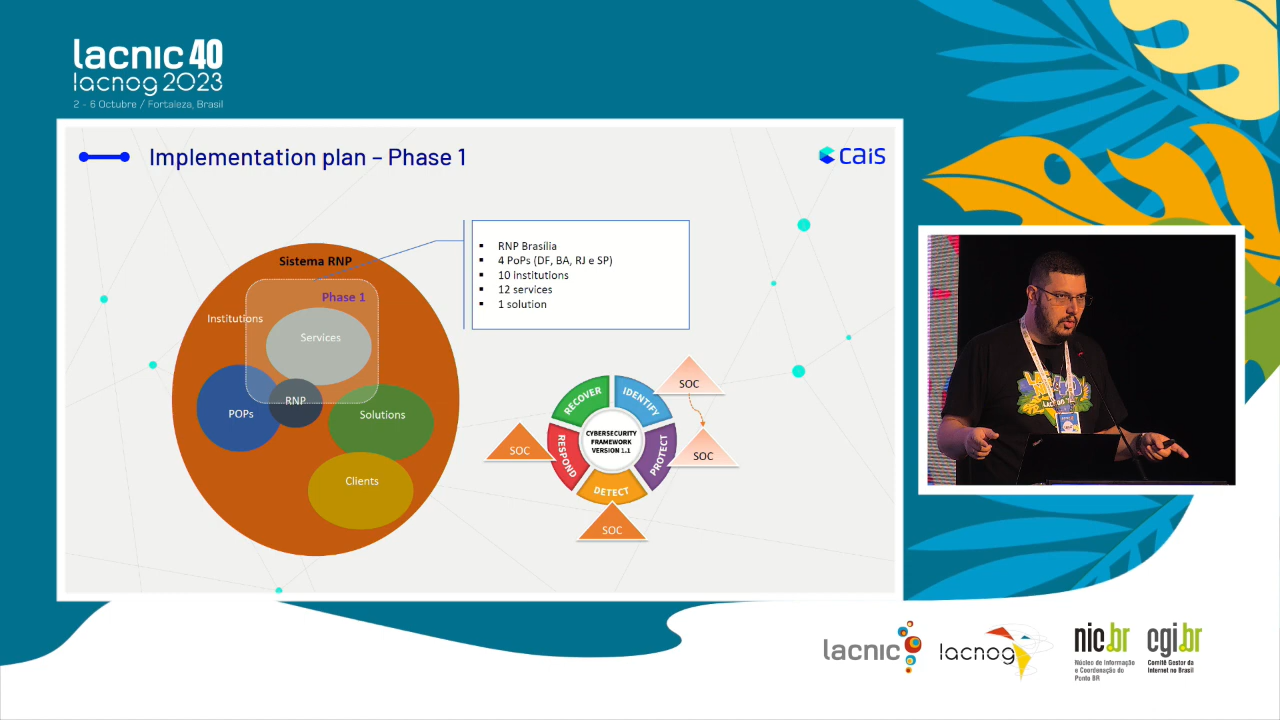 lacnic 40
lacnog 2023
2 - 6 Octubre / Fortaleza, Brasil
Implementation plan – Phase 1
cais
RNP Brasília
4 PoPs (DF, BA, RJ e SP)
10 Institutions
12 services
1 solution
Sistema RNP
Phase 1
Institutions
Services
POPs
RNP
Solutions
Clients
SOC
RECOVER
IDENTIFY
CYBERSECURITY
FRAMEWORK
VERSION 1.1
SOC
RESPOND
PROTECT
SOC
DETECT
SOC
lacnic
lacnog
nic.br
Núcleo de Informação
e Coordenação do
Ponto BR
cgi.br
Comitê Gestor da
Internet no Brasil